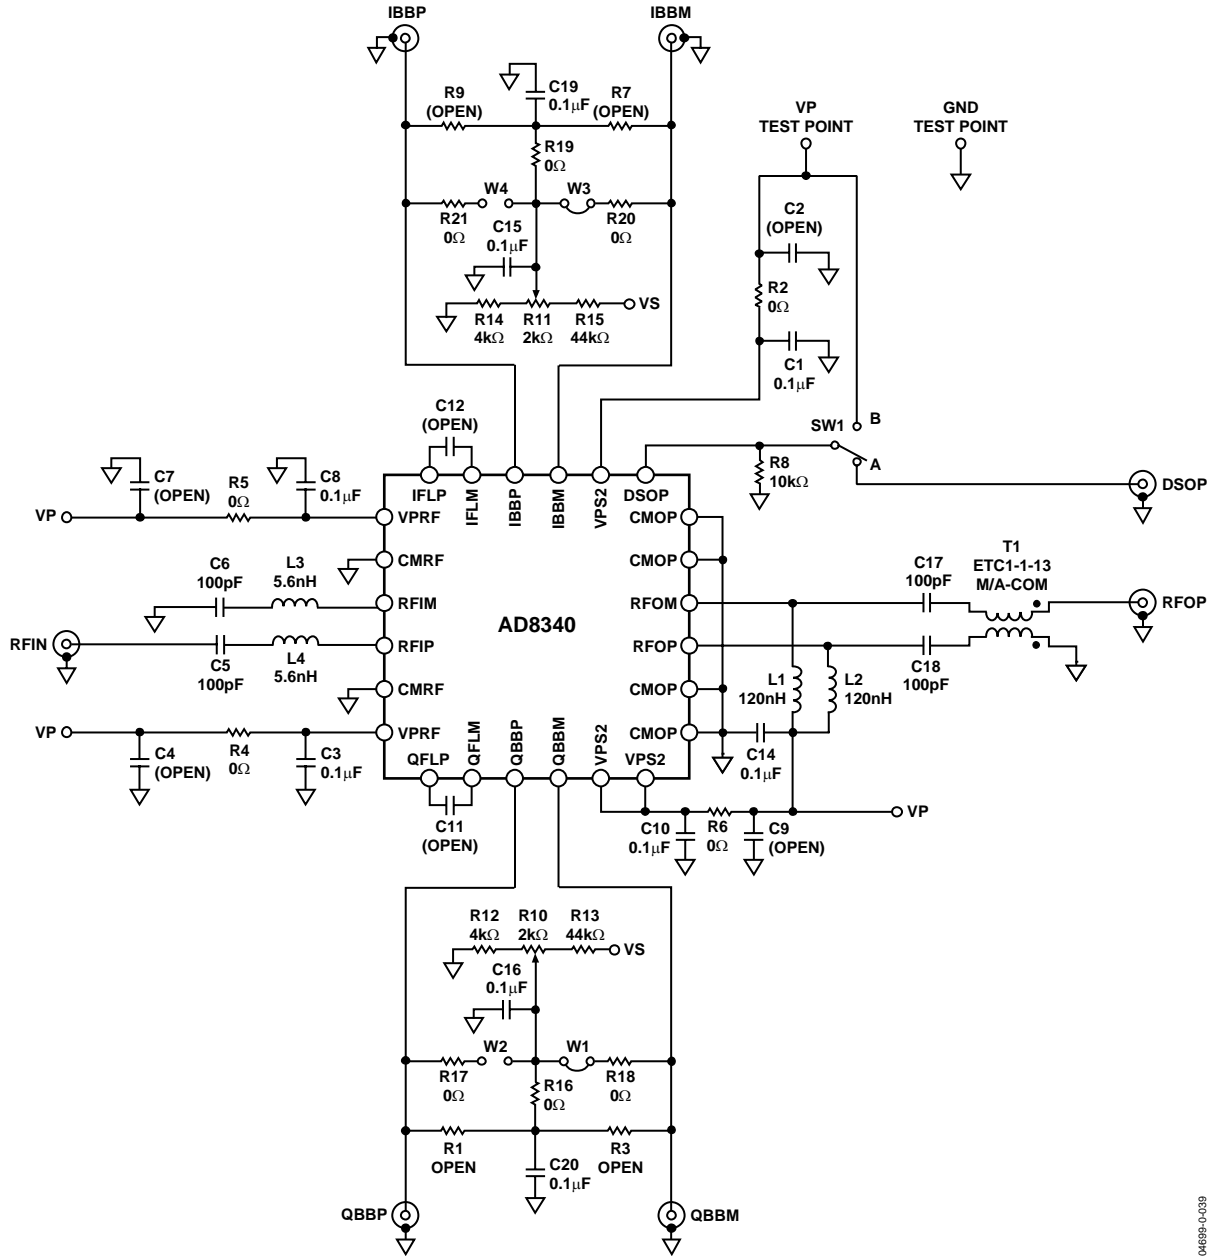 IBBP
IBBM
R9
(OPEN)
C19
0.1μF
R7
(OPEN)
R19
0Ω
W4
W3
R21
0Ω
C15
0.1μF
R20
0Ω
R14
4kΩ
R11
2kΩ
R15
44kΩ
VS
VP
TEST POINT
GND
TEST POINT
C2
(OPEN)
R2
0Ω
C1
0.1μF
SW1
B
A
R8
10kΩ
DSOP
C12
(OPEN)
C7
(OPEN)
R5
0Ω
C8
0.1μF
VP
IFLP
IFLM
IBBP
IBBM
VPS2
DSOP
VPRF
CMRF
RFIM
RFIP
CMRF
VPRF
AD8340
CMOP
CMOP
RFOM
RFOP
CMOP
CMOP
QFLP
QFLM
QBBP
QBBM
VPS2
VPS2
C6
100pF
L3
5.6nH
RFIN
C5
100pF
L4
5.6nH
VP
C4
(OPEN)
R4
0Ω
C3
0.1μF
C17
100pF
T1
ETC1-1-13
M/A-COM
RFOP
C18
100pF
L1
120nH
L2
120nH
C14
0.1μF
C11
(OPEN)
C10
0.1μF
R6
0Ω
C9
(OPEN)
VP
R12
4kΩ
R10
2kΩ
R13
44kΩ
VS
C16
0.1μF
W2
W1
R17
0Ω
R16
0Ω
R18
0Ω
R1
OPEN
C20
0.1μF
R3
OPEN
QBBP
QBBM
04699-0-039